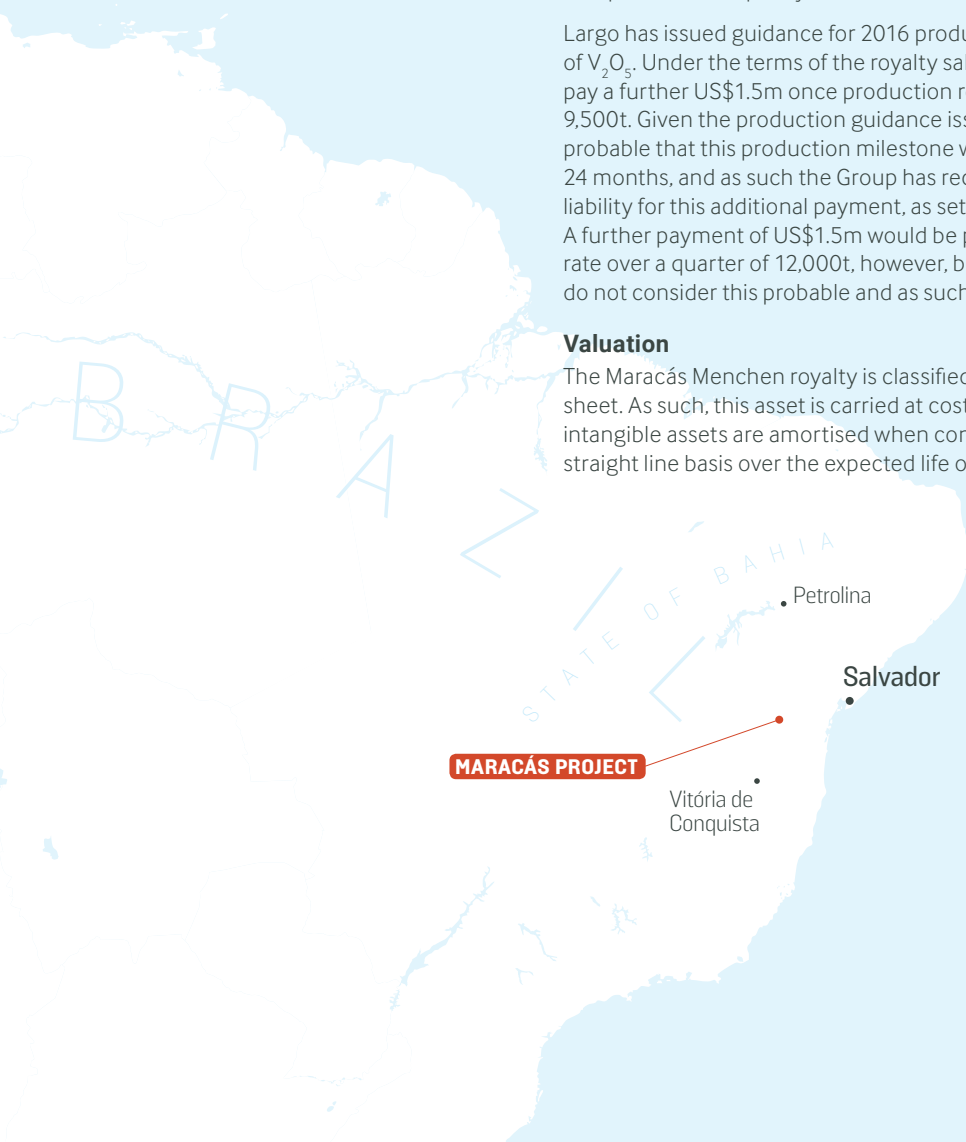 Largo has issued guidance for 2016
of V₂O₅. Under the terms of the royalty
pay a further US$1.5m once production
9,500t. Given the production guidance
probable that this production milestone
24 months, and as such the Group has
liability for this additional payment, as set
A further payment of US$1.5m would be
rate over a quarter of 12,000t, however,
do not consider this probable and as such
Valuation
The Maracás Menchen royalty is classified
sheet. As such, this asset is carried at cost
intangible assets are amortised when
straight line basis over the expected life
BRAZIL
STATE OF BAHIA
Petrolina
Salvador
MARACÁS PROJECT
Vitória de
Conquista